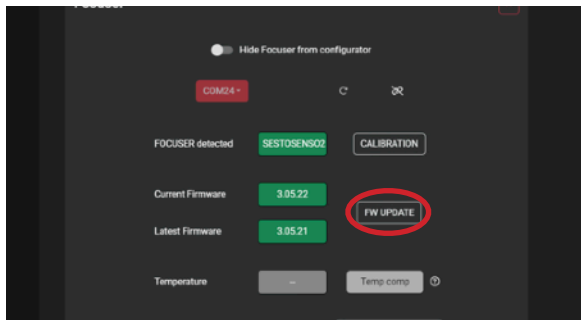 Focuser
Hide Focuser from configurator
COM24
FOCUSER detected SESTOSENSO2 CALIBRATION
Current Firmware 3.05.22
FW UPDATE
Latest Firmware 3.05.21
Temperature -- Temp.comp ?